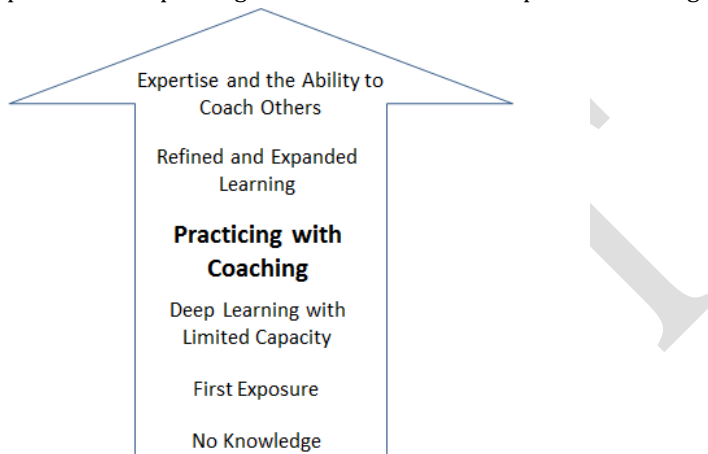 Expertise and the Ability to
Coach Others
Refined and Expanded
Learning
Practicing with
Coaching
Deep Learning with
Limited Capacity
First Exposure
No Knowledge